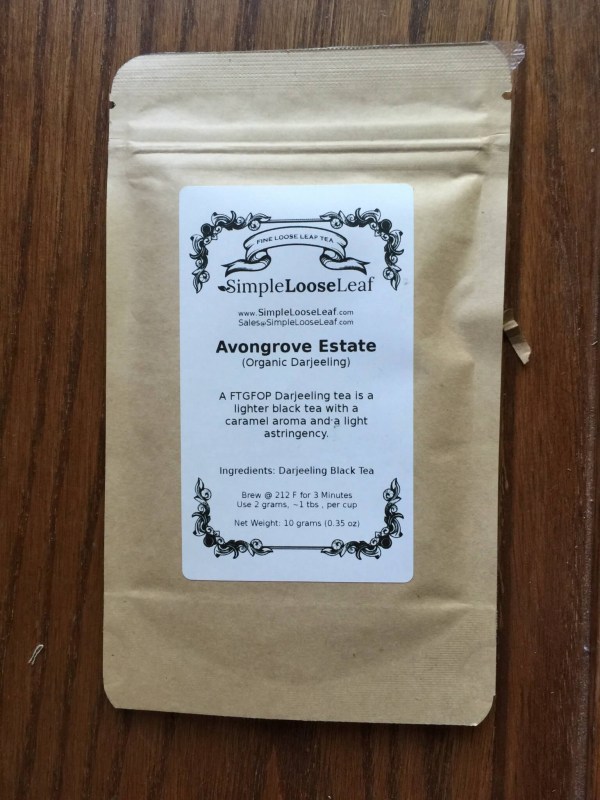 FINE LOOSE LEAF TEA
SimpleLooseLeaf
www.SimpleLooseLeaf.com
Sales@SimpleLooseLeaf.com
Avongrove Estate
(Organic Darjeeling)
A FTGFOP Darjeeling tea is a
lighter black tea with a
caramel aroma and a light
astringency.
Ingredients: Darjeeling Black Tea
Brew @ 212 F for 3 Minutes
Use 2 grams, ~1 tbs , per cup
Net Weight: 10 grams (0.35 oz)